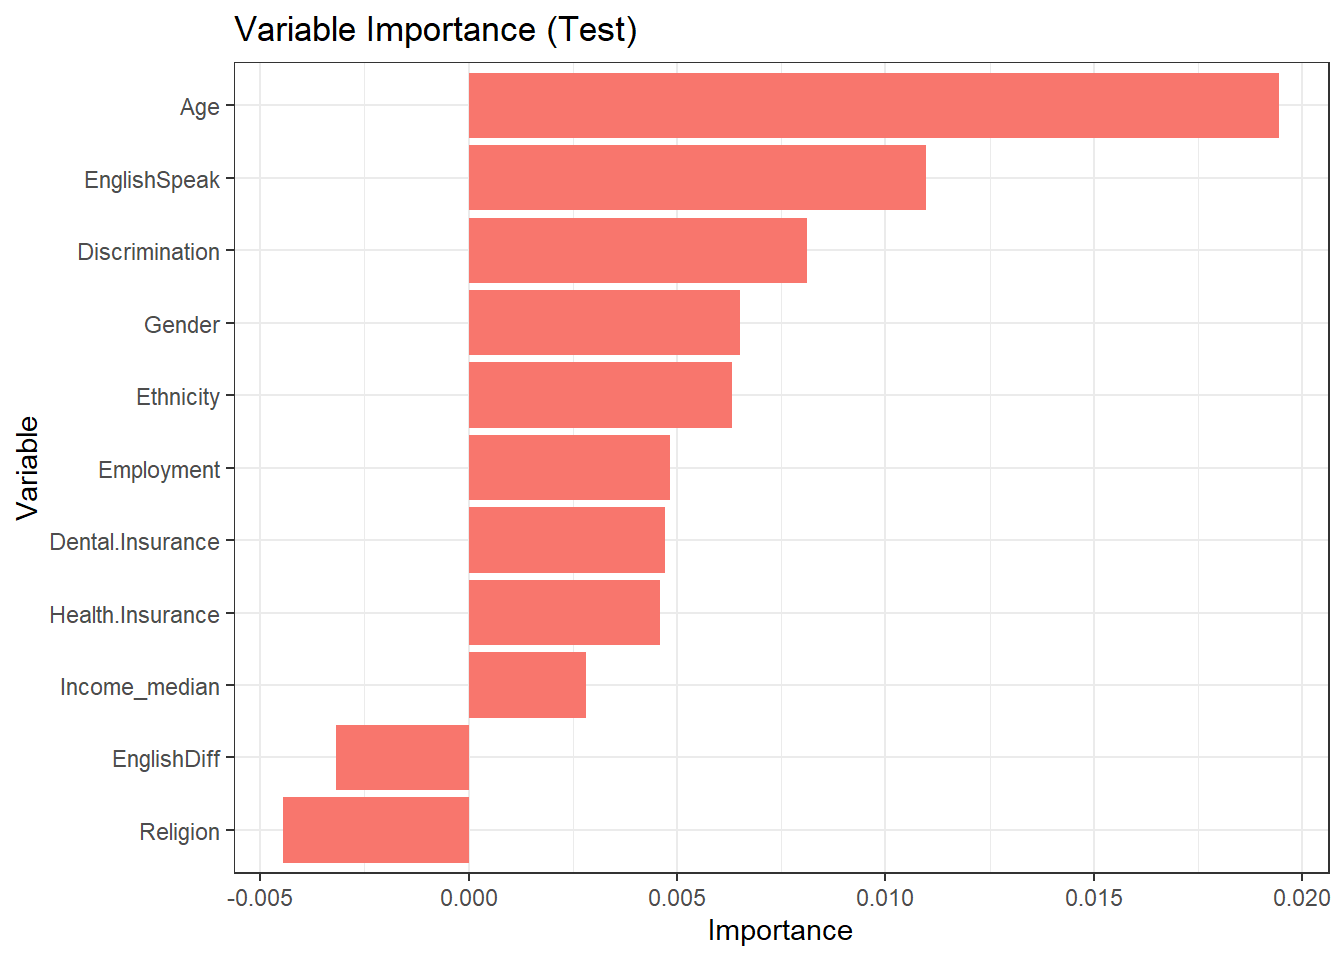 Variable Importance (Test)
Age
EnglishSpeak
Discrimination
Gender
Ethnicity
Employment
Dental.Insurance
Health.Insurance
Income_median
EnglishDiff
Religion
Variable
-0.005 0.000 0.005 0.010 0.015 0.020
Importance